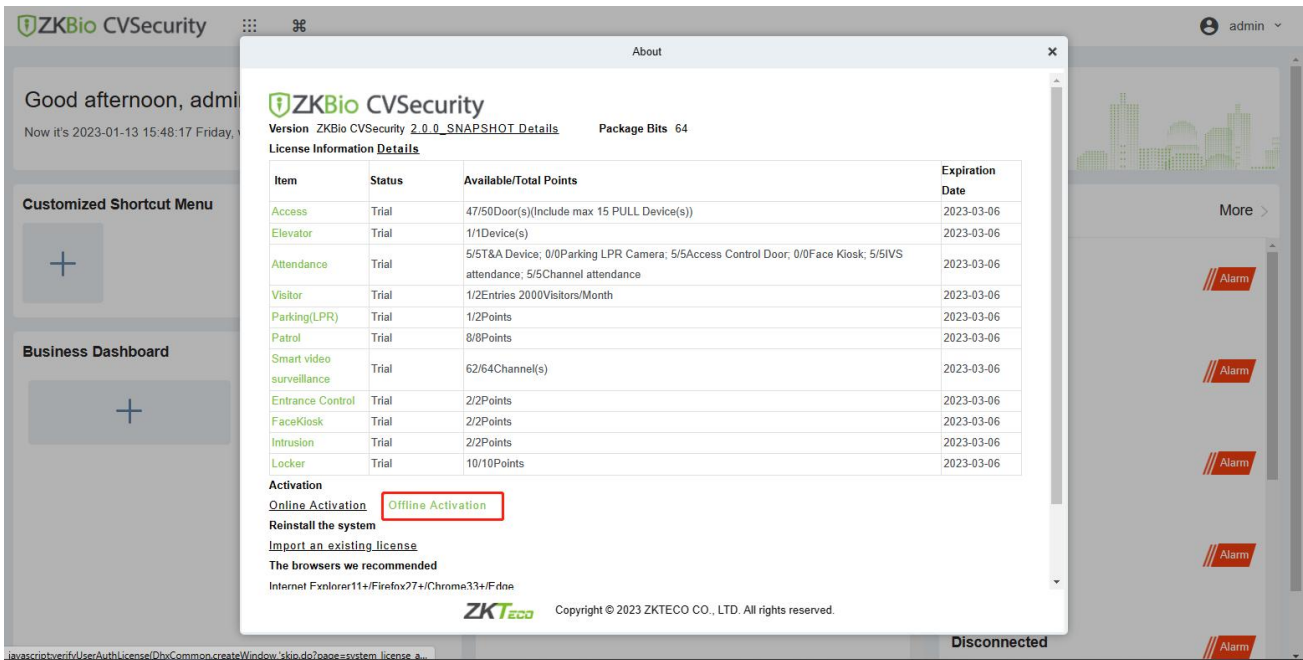 ZKBio CVSecurity
admin
About
Good afternoon, admi
Now it's 2023-01-13 15:48:17 Friday,
Customized Shortcut Menu
Business Dashboard
ZKBio CVSecurity
Version ZKBio CVSecurity 2.0.0_SNAPSHOT Details Package Bits 64
License Information Details
Item Status Available/Total Points Expiration Date
Access Trial 47/50Door(s)(Include max 15 PULL Device(s)) 2023-03-06
Elevator Trial 1/1Device(s) 2023-03-06
Attendance Trial 5/5T&A Device; 0/0Parking LPR Camera; 5/5Access Control Door; 0/0Face Kiosk; 5/5IVS
attendance; 5/5Channel attendance 2023-03-06
Visitor Trial 1/2Entries 2000Visitors/Month 2023-03-06
Parking(LPR) Trial 1/2Points 2023-03-06
Patrol Trial 8/8Points 2023-03-06
Smart video
surveillance Trial 62/64Channel(s) 2023-03-06
Entrance Control Trial 2/2Points 2023-03-06
FaceKiosk Trial 2/2Points 2023-03-06
Intrusion Trial 2/2Points 2023-03-06
Locker Trial 10/10Points 2023-03-06
Activation
Online Activation Offline Activation
Reinstall the system
Import an existing license
The browsers we recommended
Internet Explorer11+/Firefox27+/Chrome33+/Edge
ZKTeco Copyright © 2023 ZKTECO CO., LTD. All rights reserved.
More
Alarm
Alarm
Alarm
Alarm
Disconnected
Alarm
javascript:verifyUserAuthLicense(DhxCommon.createWindow,'skip.do?page=system_license_a...